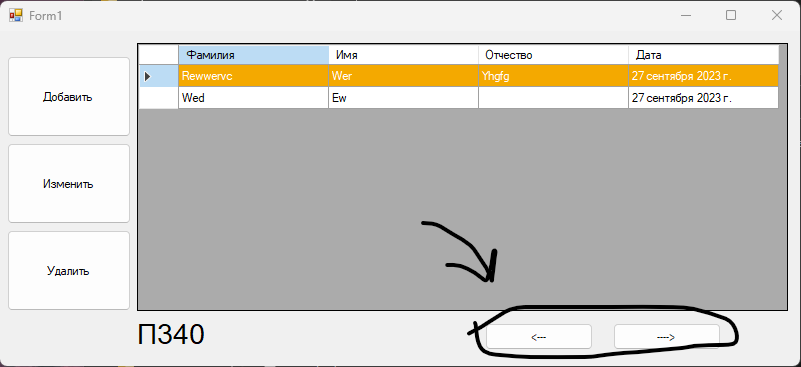 Form1
Фамилия Имя Отчество Дата
Rewwervc Wer Yhgfg 27 сентября 2023 г.
Wed Ew 27 сентября 2023 г.
Добавить
Изменить
Удалить
П340 <--- ---->